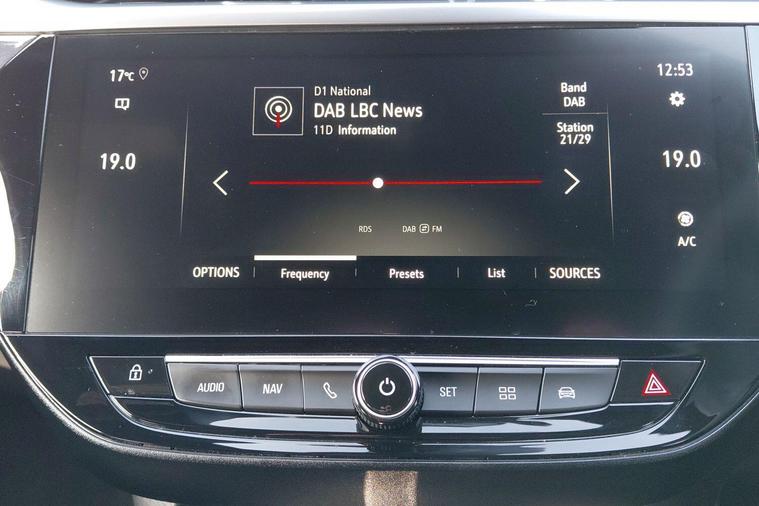 17°C
12:53
D1 National
DAB LBC News
11D Information
Band
DAB
Station
21/29
19.0
19.0
RDS
DAB FM
A/C
OPTIONS
Frequency
Presets
List
SOURCES
AUDIO
NAV
SET